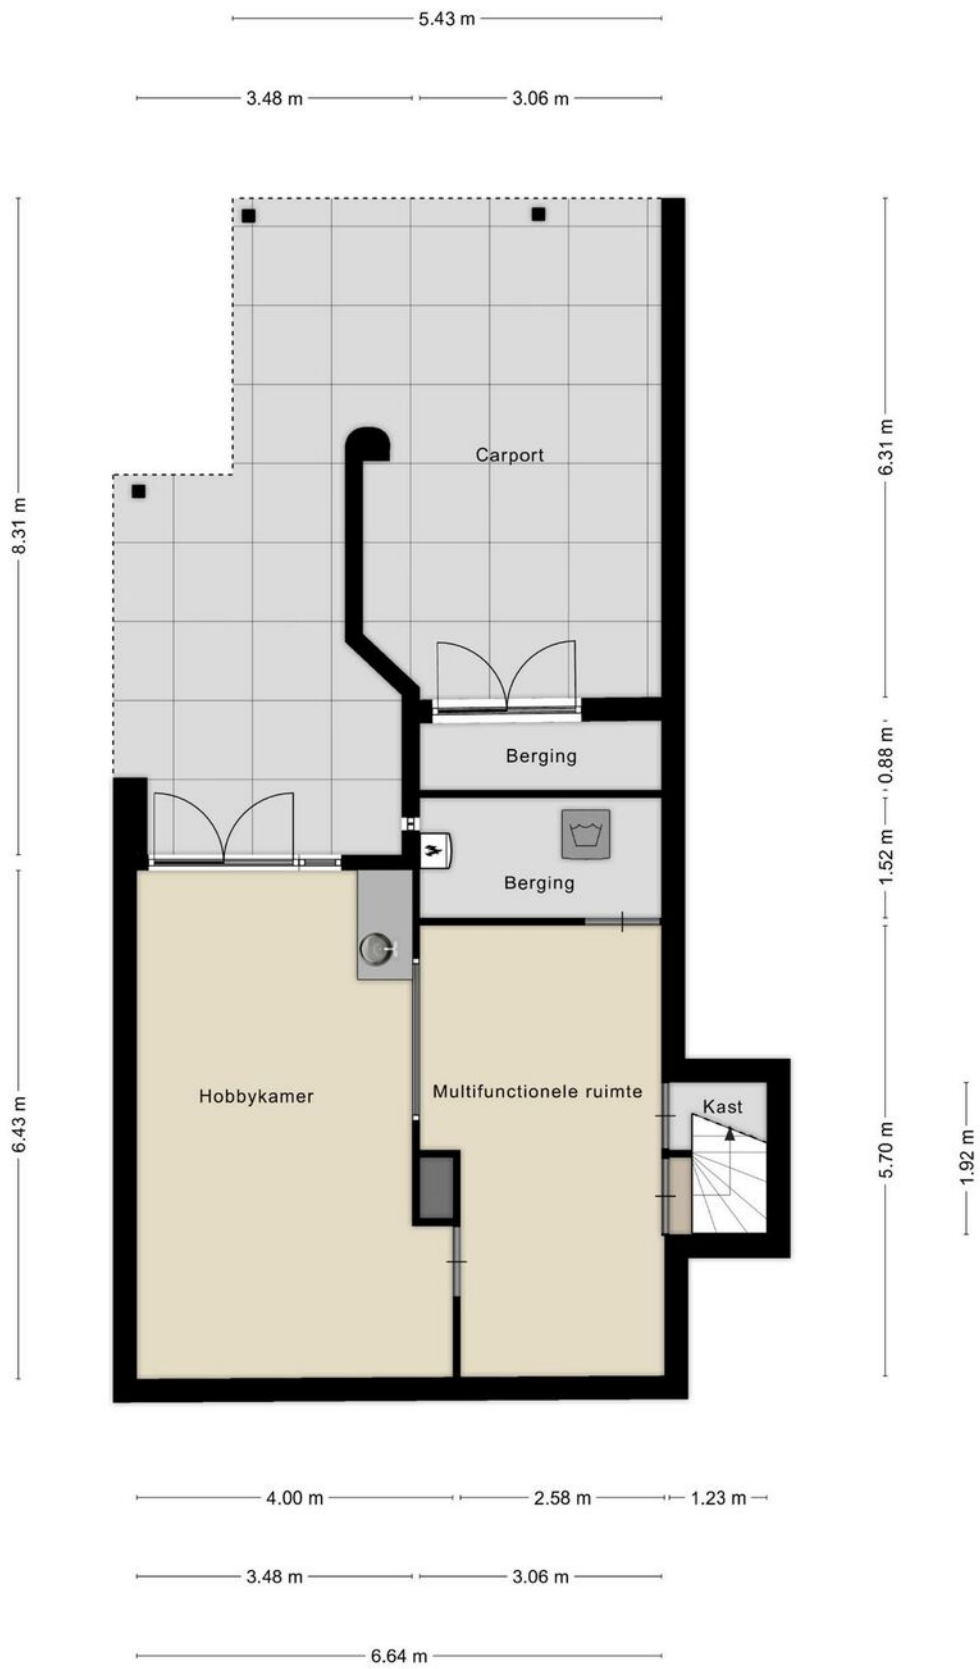 5.43 m
3.48 m
3.06 m
8.31 m
6.31 m
Carport
Berging
0.88 m
1.52 m
Berging
Hobbykamer
Multifunctionele ruimte
Kast
6.43 m
5.70 m
1.92 m
4.00 m
2.58 m
1.23 m
3.48 m
3.06 m
6.64 m